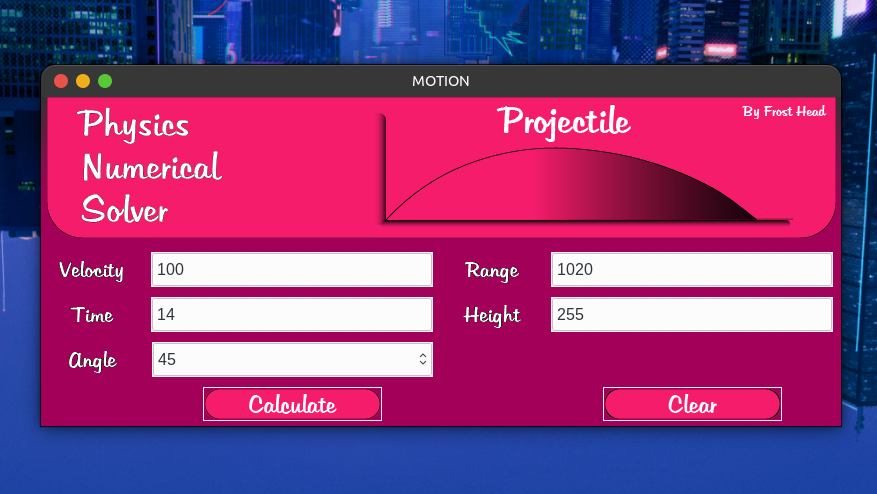 MOTION
Physics
Numerical
Solver
Projectile
By Frost Head
Velocity 100
Range 1020
Time 14
Height 255
Angle 45
Calculate
Clear